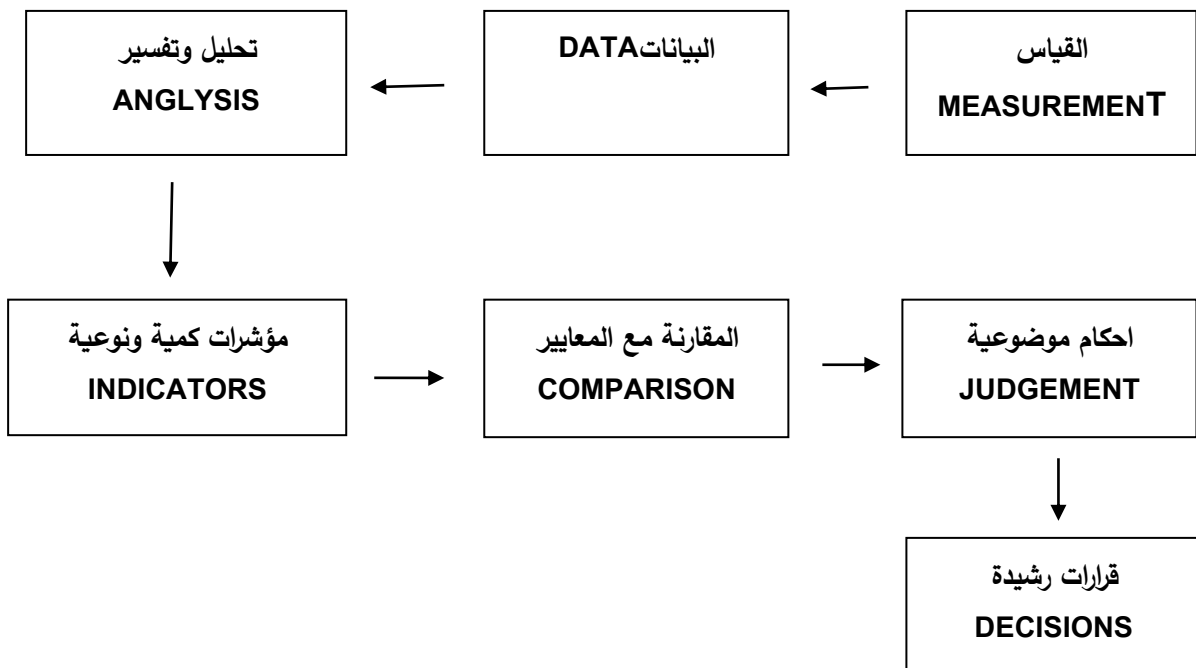 القياس
MEASUREMENT
البياناتDATA
تحليل وتفسير
ANGLYSIS
مؤشرات كمية ونوعية
INDICATORS
المقارنة مع المعايير
COMPARISON
احكام موضوعية
JUDGEMENT
قرارات رشيدة
DECISIONS